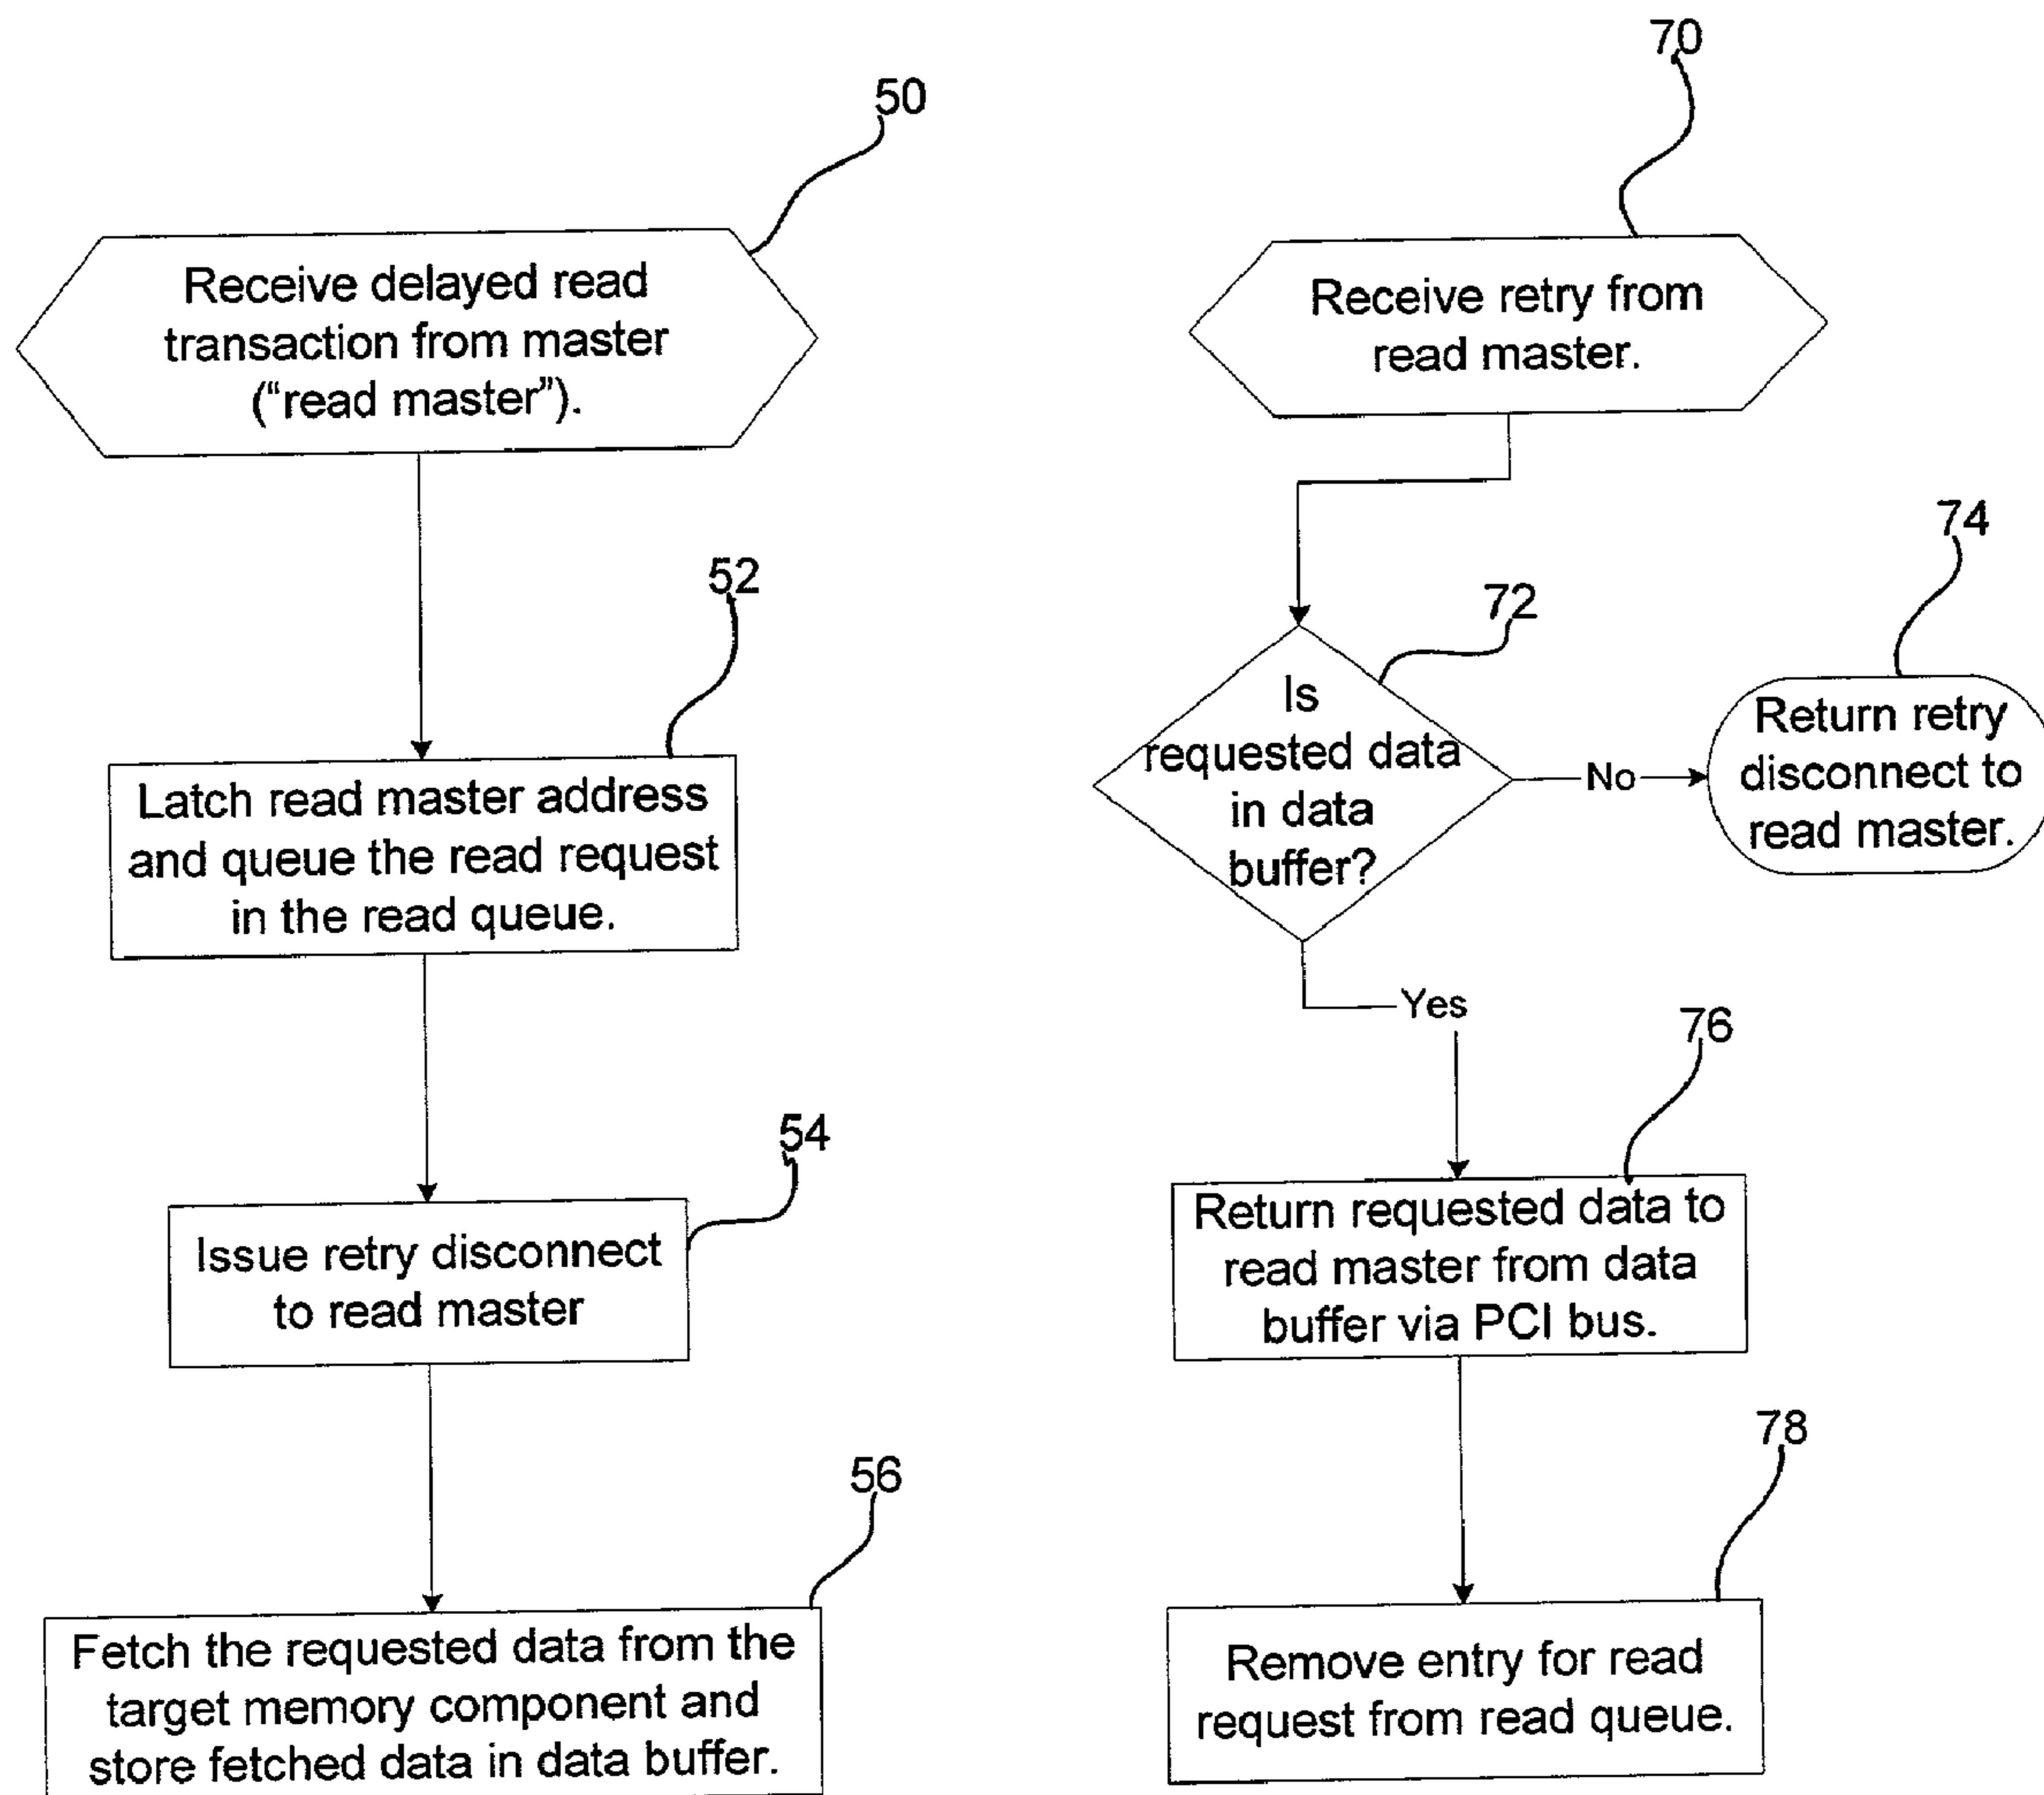 50
Receive delayed read
transaction from master
(“read master”).
52
Latch read master address
and queue the read request
in the read queue.
54
Issue retry disconnect
to read master
56
Fetch the requested data from the
target memory component and
store fetched data in data buffer.
70
Receive retry from
read master.
72
Is
requested data
in data
buffer?
No
74
Return retry
disconnect to
read master.
Yes
76
Return requested data to
read master from data
buffer via PCI bus.
78
Remove entry for read
request from read queue.